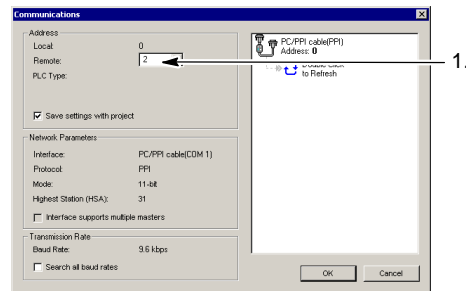 Communications
Address
Local: 0
Remote: 2
PLC Type:
Save settings with project
Network Parameters
Interface: PC/PPI cable(COM 1)
Protocol: PPI
Mode: 11-bit
Highest Station (HSA): 31
Interface supports multiple masters
Transmission Rate
Baud Rate: 9.6 kbps
Search all baud rates
PC/PPI cable(PPI)
Address: 0
Double Click
to Refresh
1.
OK Cancel